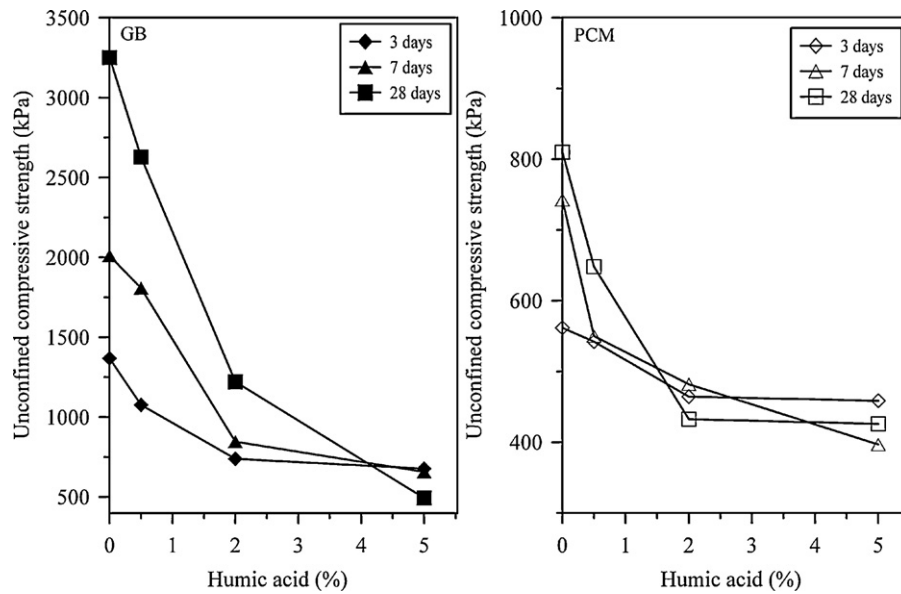 GB
3 days
7 days
28 days
3500
3000
2500
2000
1500
1000
500
Unconfined compressive strength (kPa)
0 1 2 3 4 5
Humic acid (%)
PCM
3 days
7 days
28 days
1000
800
600
400
Unconfined compressive strength (kPa)
0 1 2 3 4 5
Humic acid (%)